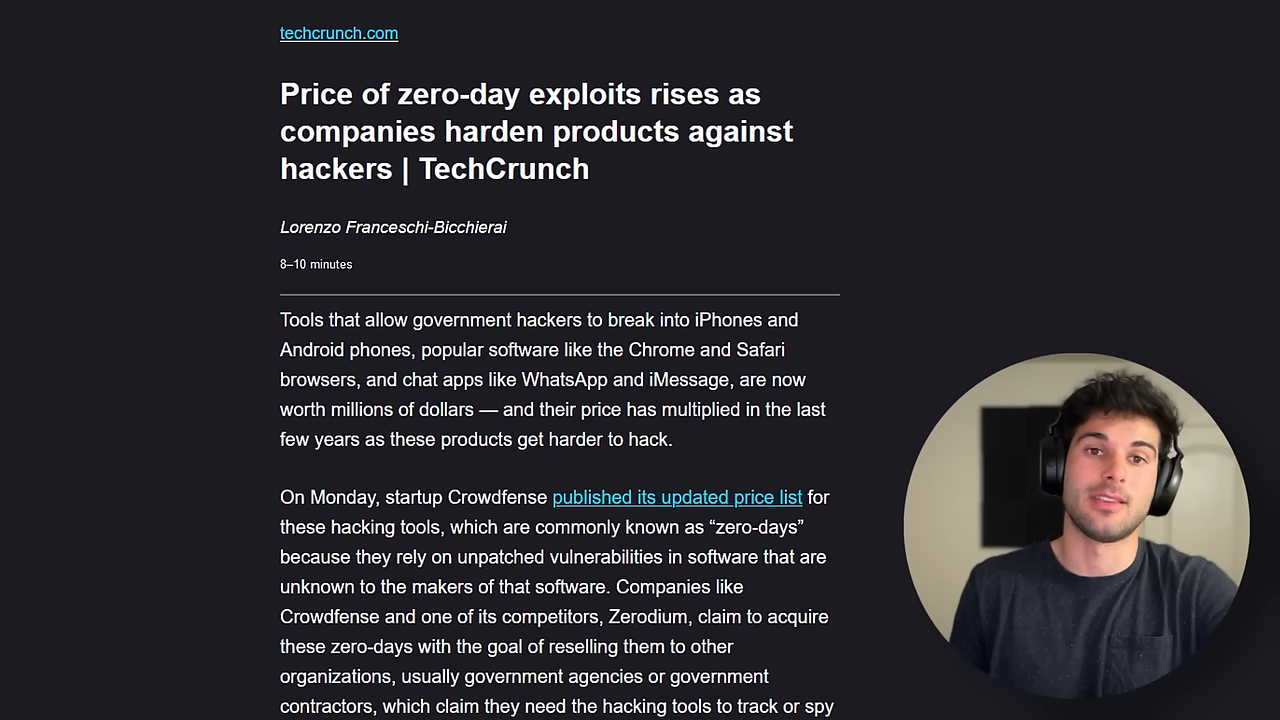 techcrunch.com
Price of zero-day exploits rises as
companies harden products against
hackers | TechCrunch
Lorenzo Franceschi-Bicchierai
8–10 minutes
Tools that allow government hackers to break into iPhones and
Android phones, popular software like the Chrome and Safari
browsers, and chat apps like WhatsApp and iMessage, are now
worth millions of dollars — and their price has multiplied in the last
few years as these products get harder to hack.
On Monday, startup Crowdfense published its updated price list for
these hacking tools, which are commonly known as “zero-days”
because they rely on unpatched vulnerabilities in software that are
unknown to the makers of that software. Companies like
Crowdfense and one of its competitors, Zerodium, claim to acquire
these zero-days with the goal of reselling them to other
organizations, usually government agencies or government
contractors, which claim they need the hacking tools to track or spy